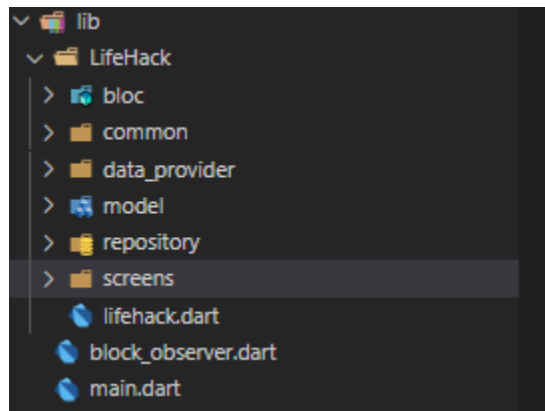 lib
LifeHack
bloc
common
data_provider
model
repository
screens
lifehack.dart
block_observer.dart
main.dart